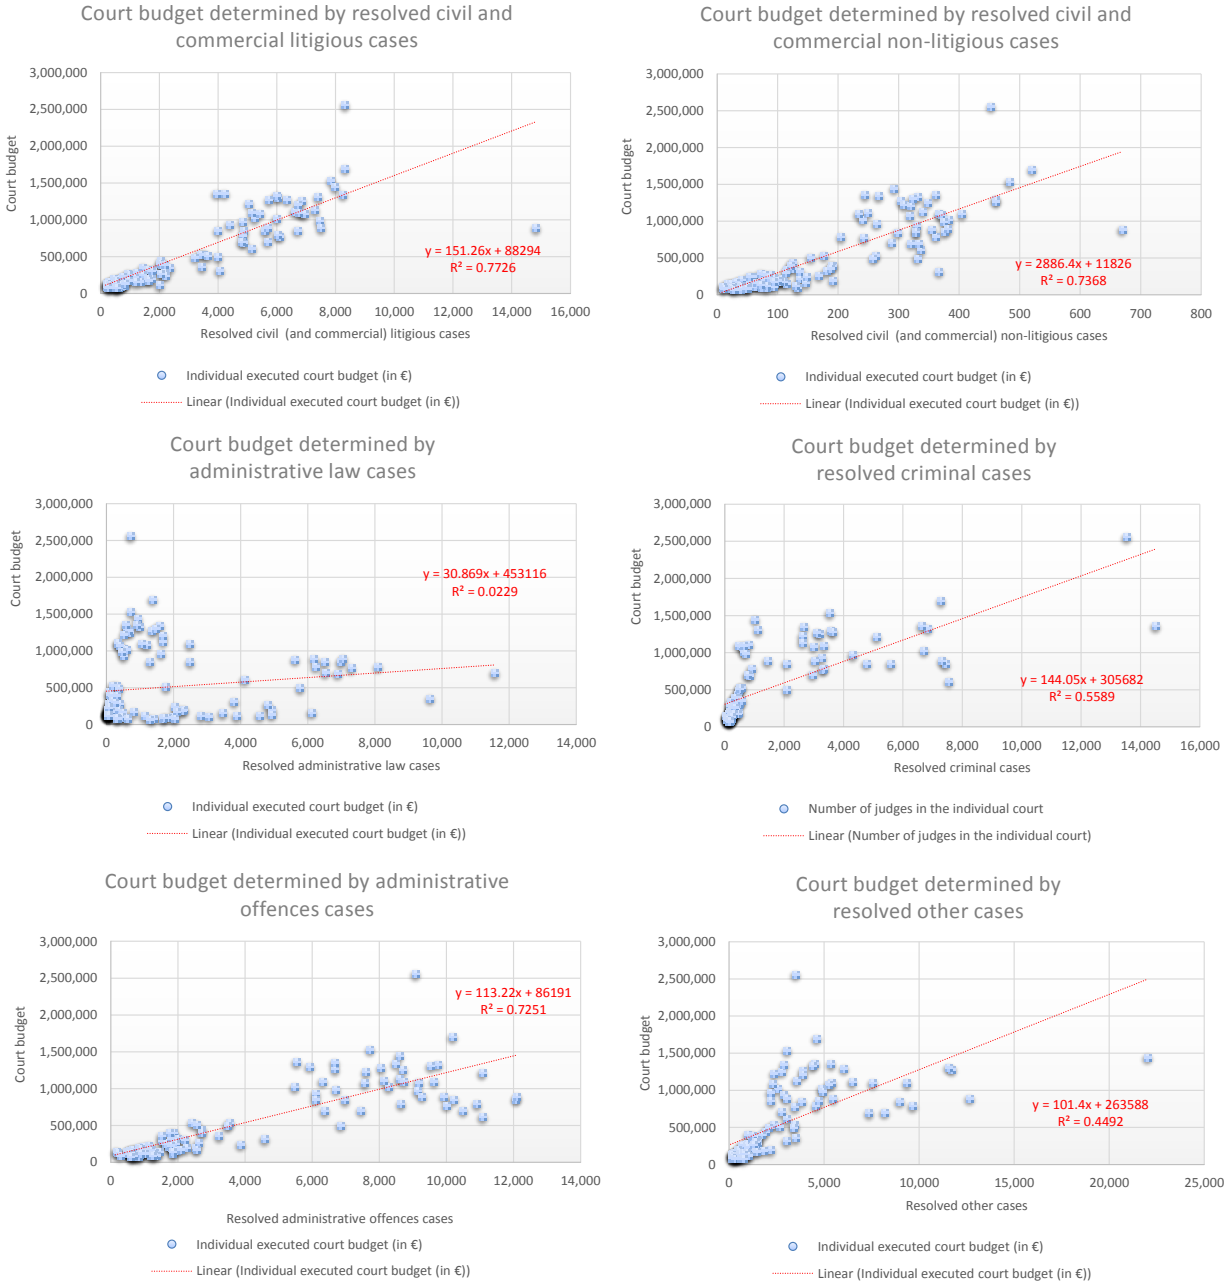 Court budget determined by resolved civil and
commercial litigious cases
3,000,000
2,500,000
2,000,000
1,500,000
1,000,000
500,000
0
Court budget
y = 151.26x + 88294
R² = 0.7726
0 2,000 4,000 6,000 8,000 10,000 12,000 14,000 16,000
Resolved civil (and commercial) litigious cases
Individual executed court budget (in €)
Linear (Individual executed court budget (in €))
Court budget determined by resolved civil and
commercial non-litigious cases
3,000,000
2,500,000
2,000,000
1,500,000
1,000,000
500,000
0
Court budget
y = 2886.4x + 11826
R² = 0.7368
0 100 200 300 400 500 600 700 800
Resolved civil (and commercial) non-litigious cases
Individual executed court budget (in €)
Linear (Individual executed court budget (in €))
Court budget determined by
administrative law cases
3,000,000
2,500,000
2,000,000
1,500,000
1,000,000
500,000
0
Court budget
y = 30.869x + 453116
R² = 0.0229
0 2,000 4,000 6,000 8,000 10,000 12,000 14,000
Resolved administrative law cases
Individual executed court budget (in €)
Linear (Individual executed court budget (in €))
Court budget determined by
resolved criminal cases
3,000,000
2,500,000
2,000,000
1,500,000
1,000,000
500,000
0
Court budget
y = 144.05x + 305682
R² = 0.5589
0 2,000 4,000 6,000 8,000 10,000 12,000 14,000 16,000
Resolved criminal cases
Number of judges in the individual court
Linear (Number of judges in the individual court)
Court budget determined by administrative
offences cases
3,000,000
2,500,000
2,000,000
1,500,000
1,000,000
500,000
0
Court budget
y = 113.22x + 86191
R² = 0.7251
0 2,000 4,000 6,000 8,000 10,000 12,000 14,000
Resolved administrative offences cases
Individual executed court budget (in €)
Linear (Individual executed court budget (in €))
Court budget determined by
resolved other cases
3,000,000
2,500,000
2,000,000
1,500,000
1,000,000
500,000
0
Court budget
y = 101.4x + 263588
R² = 0.4492
0 5,000 10,000 15,000 20,000 25,000
Resolved other cases
Individual executed court budget (in €)
Linear (Individual executed court budget (in €))